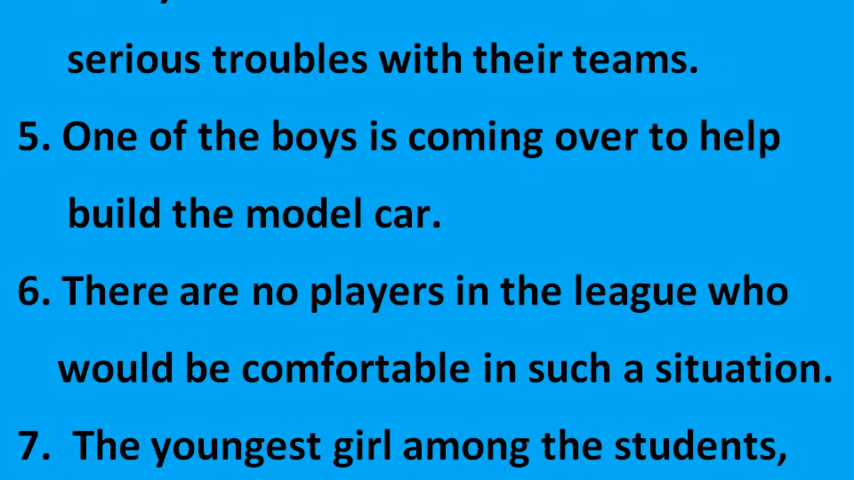 serious troubles with their teams.
5. One of the boys is coming over to help
build the model car.
6. There are no players in the league who
would be comfortable in such a situation.
7. The youngest girl among the students,